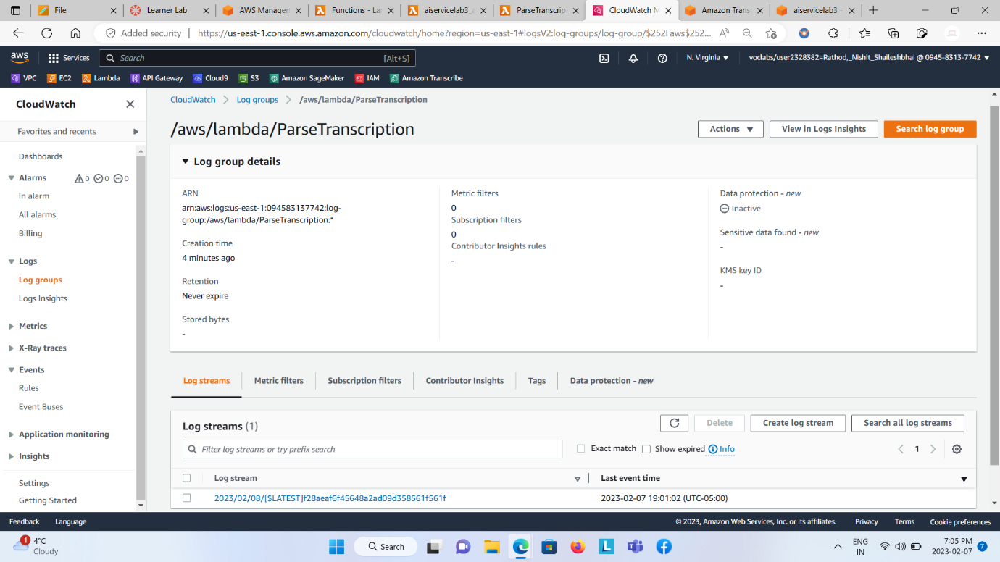 File
Learner Lab
AWS Manager
Functions - La
aiservicelab3_a
ParseTranscrip
CloudWatch M
Amazon Trans
aiservicelab3 -
Added security
https://us-east-1.console.aws.amazon.com/cloudwatch/home?region=us-east-1#logsV2:log-groups/log-group/$252Faws$252...
aws
Services
Search
[Alt+S]
N. Virginia
voclabs/user2328382=Rathod,_Nishit_Shaileshbhai @ 0945-8313-7742
VPC EC2 Lambda API Gateway Cloud9 S3 Amazon SageMaker IAM Amazon Transcribe
CloudWatch
Favorites and recents
Dashboards
Alarms 0 0 0
In alarm
All alarms
Billing
Logs
Log groups
Logs Insights
Metrics
X-Ray traces
Events
Rules
Event Buses
Application monitoring
Insights
Settings
Getting Started
CloudWatch Log groups /aws/lambda/ParseTranscription
/aws/lambda/ParseTranscription
Actions
View in Logs Insights
Search log group
Log group details
ARN
arn:aws:logs:us-east-1:094583137742:log-
group:/aws/lambda/ParseTranscription:*
Creation time
4 minutes ago
Retention
Never expire
Stored bytes
-
Metric filters
0
Subscription filters
0
Contributor Insights rules
-
Data protection - new
Inactive
Sensitive data found - new
-
KMS key ID
-
Log streams Metric filters Subscription filters Contributor Insights Tags Data protection - new
Log streams (1)
Delete
Create log stream
Search all log streams
Filter log streams or try prefix search
Exact match
Show expired
Info
1
Log stream
Last event time
2023/02/08/[$LATEST]f28aeaf6f45648a2ad09d358561f561f
2023-02-07 19:01:02 (UTC-05:00)
Feedback Language
© 2023, Amazon Web Services, Inc. or its affiliates. Privacy Terms Cookie preferences
1
4°C
Cloudy
Search
ENG
IN
7:05 PM
2023-02-07
7